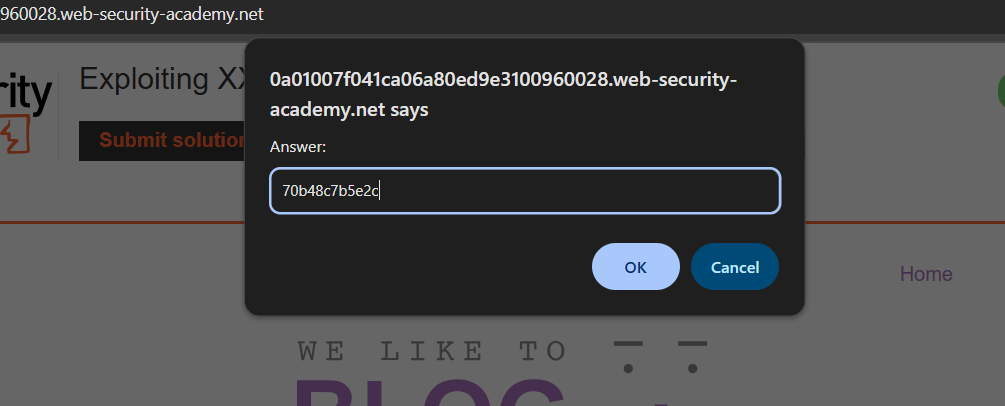 960028.web-security-academy.net
rity
Exploiting XX
Submit solution
0a01007f041ca06a80ed9e3100960028.web-security-
academy.net says
Answer:
70b48c7b5e2c
OK
Cancel
Home
WE LIKE TO
BLOG